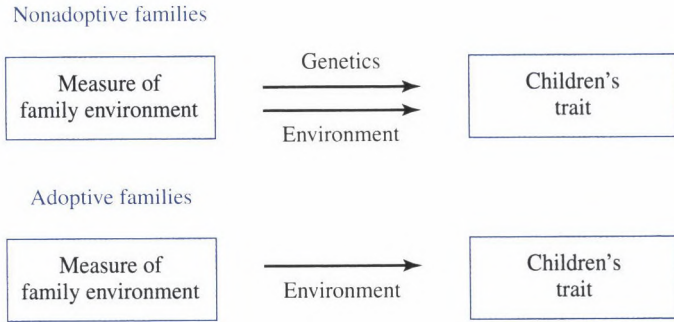 Nonadoptive families
Measure of
family environment
Genetics
Environment
Children's
trait
Adoptive families
Measure of
family environment
Environment
Children's
trait